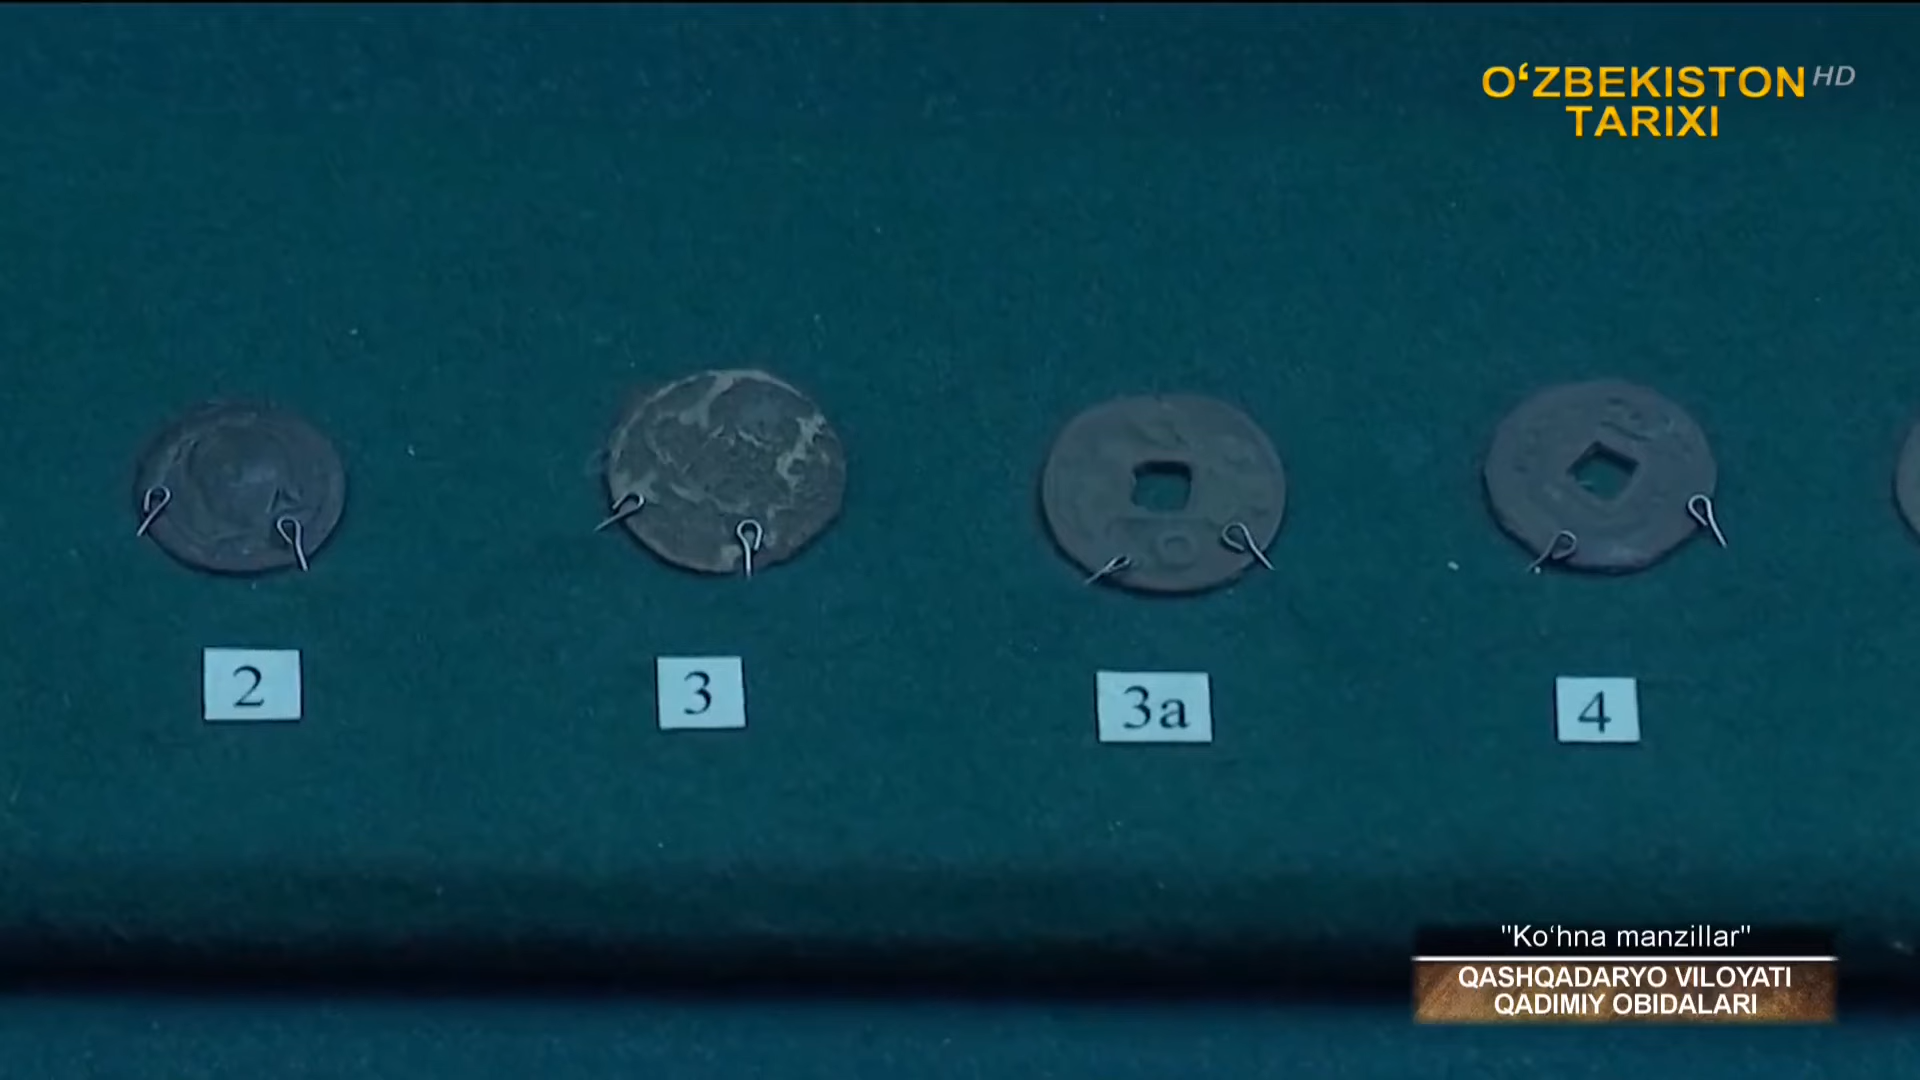 O‘ZBEKISTON HD
TARIXI
2
3
3a
4
"Ko‘hna manzillar"
QASHQADARYO VILOYATI
QADIMIY OBIDALARI